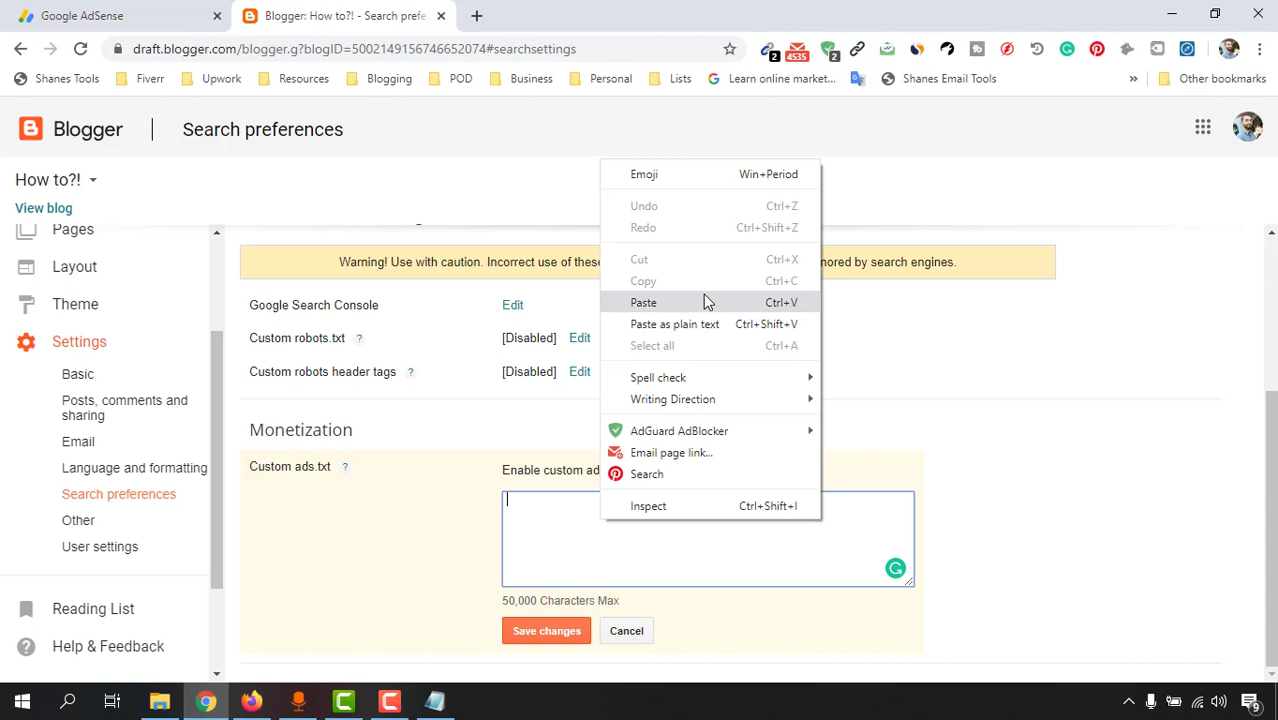 Google AdSense
Blogger: How to?! - Search prefe
draft.blogger.com/blogger.g?blogID=5002149156746652074#searchsettings
2
4535
2
Shanes Tools
Fiverr
Upwork
Resources
Blogging
POD
Business
Personal
Lists
Learn online market...
Shanes Email Tools
»
Other bookmarks
Blogger
Search preferences
How to?!
View blog
Pages
Layout
Theme
Settings
Basic
Posts, comments and
sharing
Email
Language and formatting
Search preferences
Other
User settings
Reading List
Help & Feedback
Warning! Use with caution. Incorrect use of these
nored by search engines.
Google Search Console
Edit
Custom robots.txt ?
[Disabled] Edit
Custom robots header tags ?
[Disabled] Edit
Monetization
Custom ads.txt ?
Enable custom ad
50,000 Characters Max
Save changes
Cancel
Emoji Win+Period
Undo Ctrl+Z
Redo Ctrl+Shift+Z
Cut Ctrl+X
Copy Ctrl+C
Paste Ctrl+V
Paste as plain text Ctrl+Shift+V
Select all Ctrl+A
Spell check
Writing Direction
AdGuard AdBlocker
Email page link...
Search
Inspect Ctrl+Shift+I
9